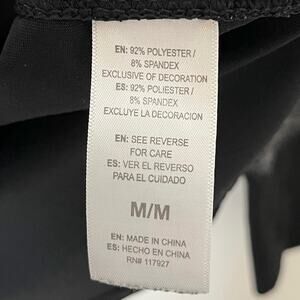 EN: 92% POLYESTER /
8% SPANDEX
EXCLUSIVE OF DECORATION
ES: 92% POLIESTER /
8% SPANDEX
EXCLUYE LA DECORACION
EN: SEE REVERSE
FOR CARE
ES: VER EL REVERSO
PARA EL CUIDADO
M/M
EN: MADE IN CHINA
ES: HECHO EN CHINA
RN# 117927